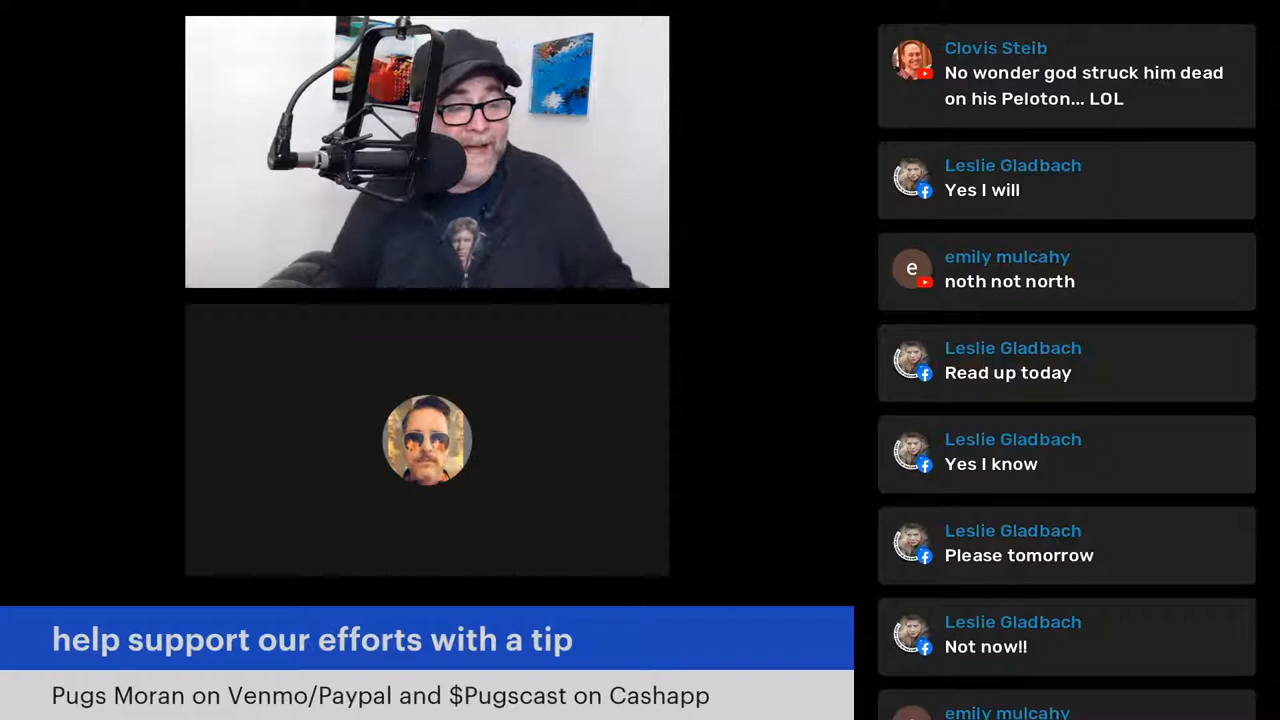 Clovis Steib
No wonder god struck him dead
on his Peloton... LOL
Leslie Gladbach
Yes I will
e
emily mulcahy
noth not north
Leslie Gladbach
Read up today
Leslie Gladbach
Yes I know
Leslie Gladbach
Please tomorrow
Leslie Gladbach
Not now!!
emily mulcahy
help support our efforts with a tip
Pugs Moran on Venmo/Paypal and $Pugscast on Cashapp